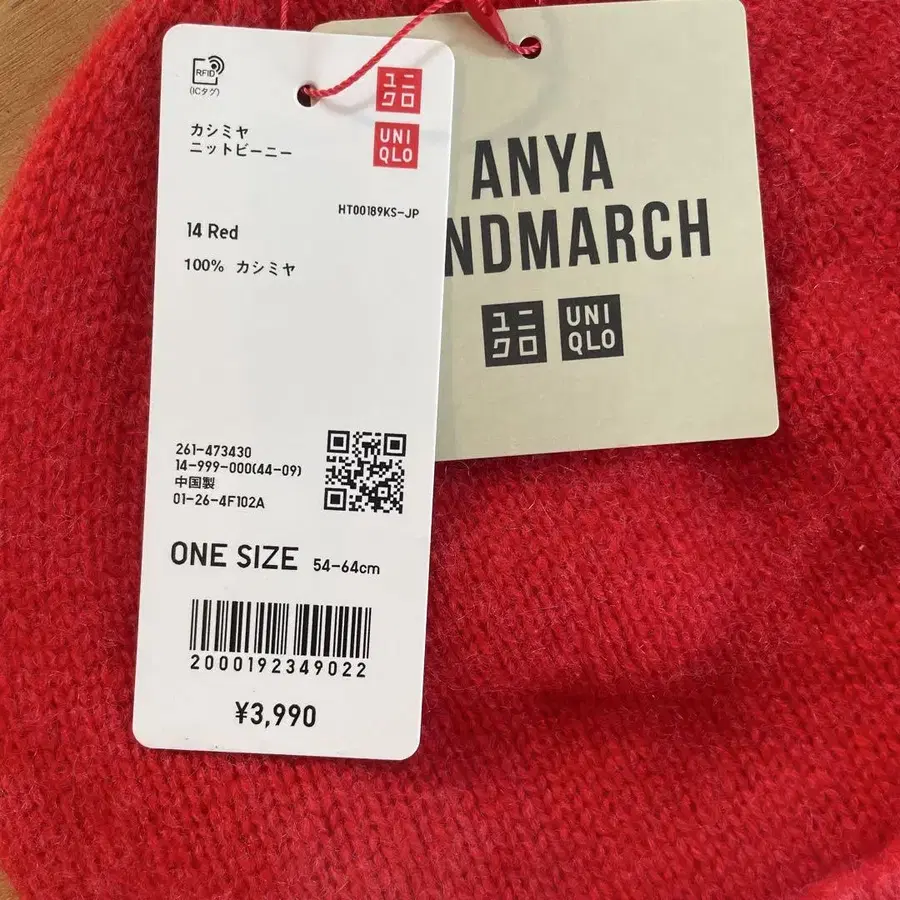 RFID
(ICタグ)
ユニ
クロ
UNI
QLO
カシミヤ
ニットビーニー
HT00189KS-JP
14 Red
100% カシミヤ
261-473430
14-999-000(44-09)
中国製
01-26-4F102A
ONE SIZE 54-64cm
2000192349022
¥3,990
ANYA
NDMARCH
ユニ
クロ
UNI
QLO